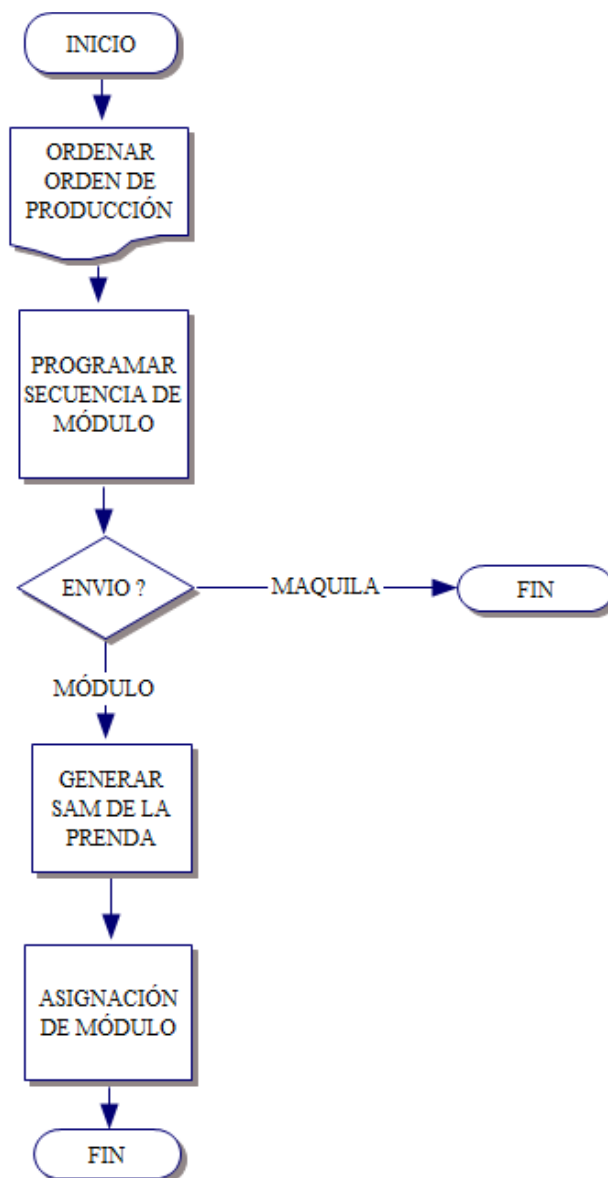 INICIO
ORDENAR
ORDEN DE
PRODUCCIÓN
PROGRAMAR
SECUENCIA DE
MÓDULO
ENVIO ?
MAQUILA
FIN
MÓDULO
GENERAR
SAM DE LA
PRENDA
ASIGNACIÓN
DE MÓDULO
FIN